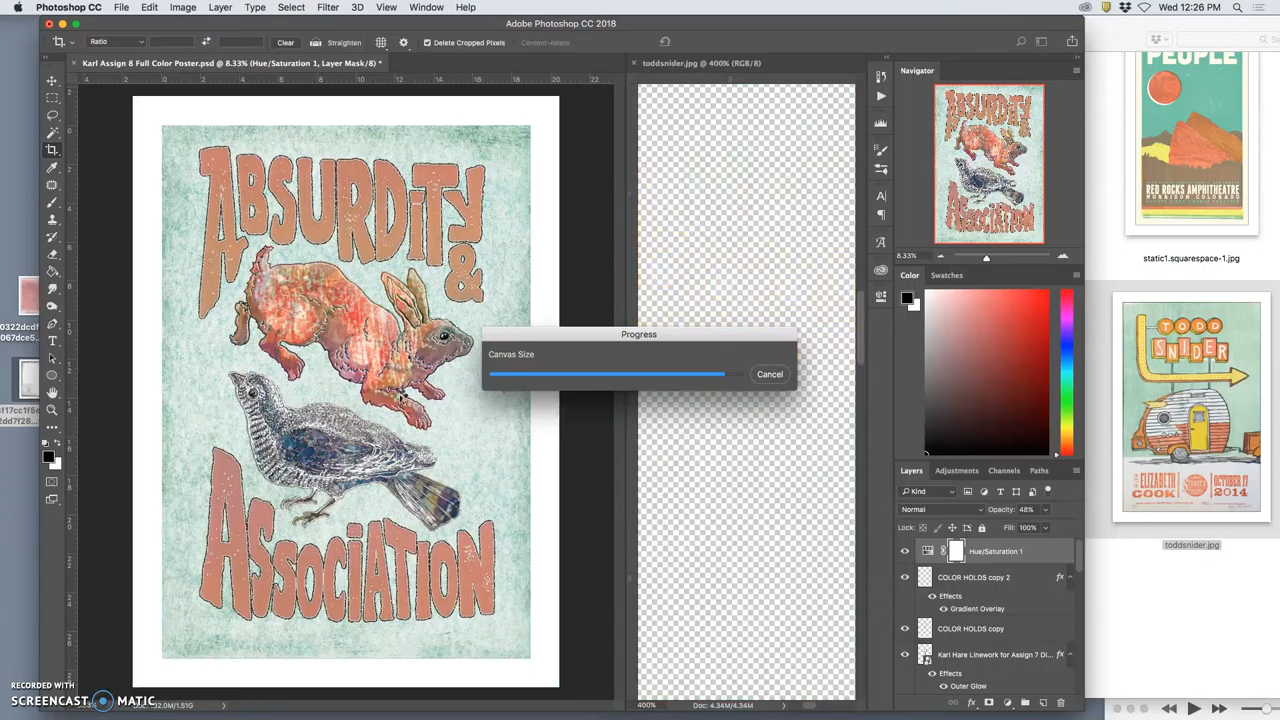 Photoshop CC File Edit Image Layer Type Select Filter 3D View Window Help
Wed 12:26 PM
Adobe Photoshop CC 2018
Ratio Clear Straighten Delete Cropped Pixels Content-Aware
Karl Assign 8 Full Color Poster.psd @ 8.33% (Hue/Saturation 1, Layer Mask/8) *
toddsnider.jpg @ 400% (RGB/8)
Navigator
8.33%
Color Swatches
ABSURDITY
&
ASSOCIATION
Progress
Canvas Size
Cancel
Layers Adjustments Channels Paths
Kind
Normal Opacity: 48%
Lock: Fill: 100%
Hue/Saturation 1
COLOR HOLDS copy 2 fx
Effects
Gradient Overlay
COLOR HOLDS copy
Karl Hare Linework for Assign 7 Di... fx
Effects
Outer Glow
400% Doc: 4.34M/4.34M
PEOPLE
RED ROCKS AMPHITHEATRE
MORRISON COLORADO
static1.squarespace-1.jpg
TODD
SNIDER
ELIZABETH
COOK
OCTOBER 17
2014
toddsnider.jpg
RECORDED WITH
SCREENCAST MATIC